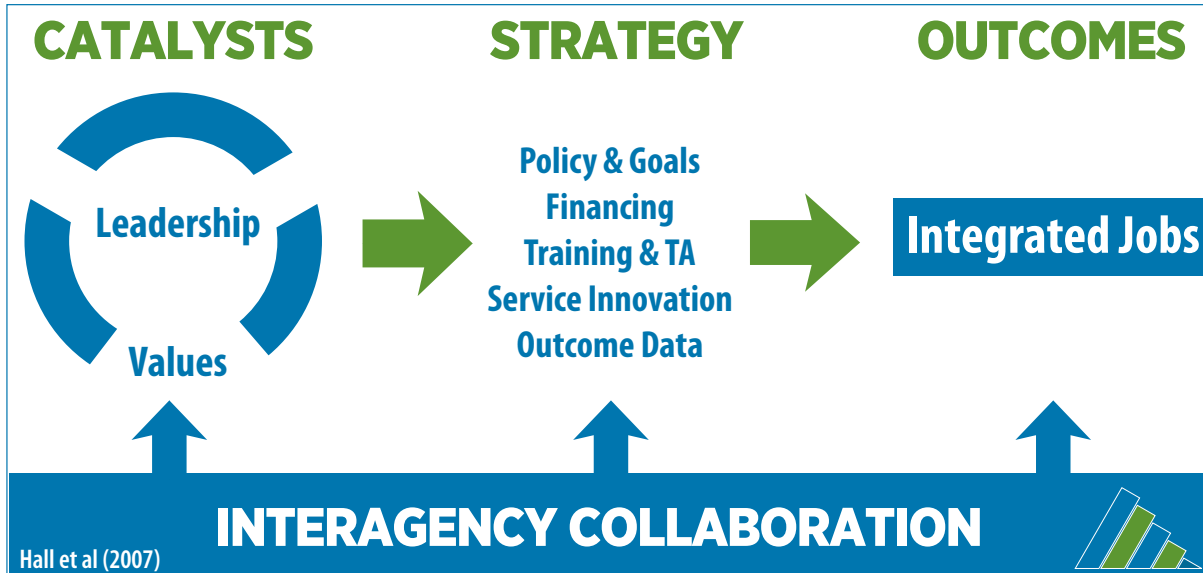 CATALYSTS
Leadership
Values
STRATEGY
Policy & Goals
Financing
Training & TA
Service Innovation
Outcome Data
OUTCOMES
Integrated Jobs
INTERAGENCY COLLABORATION
Hall et al (2007)